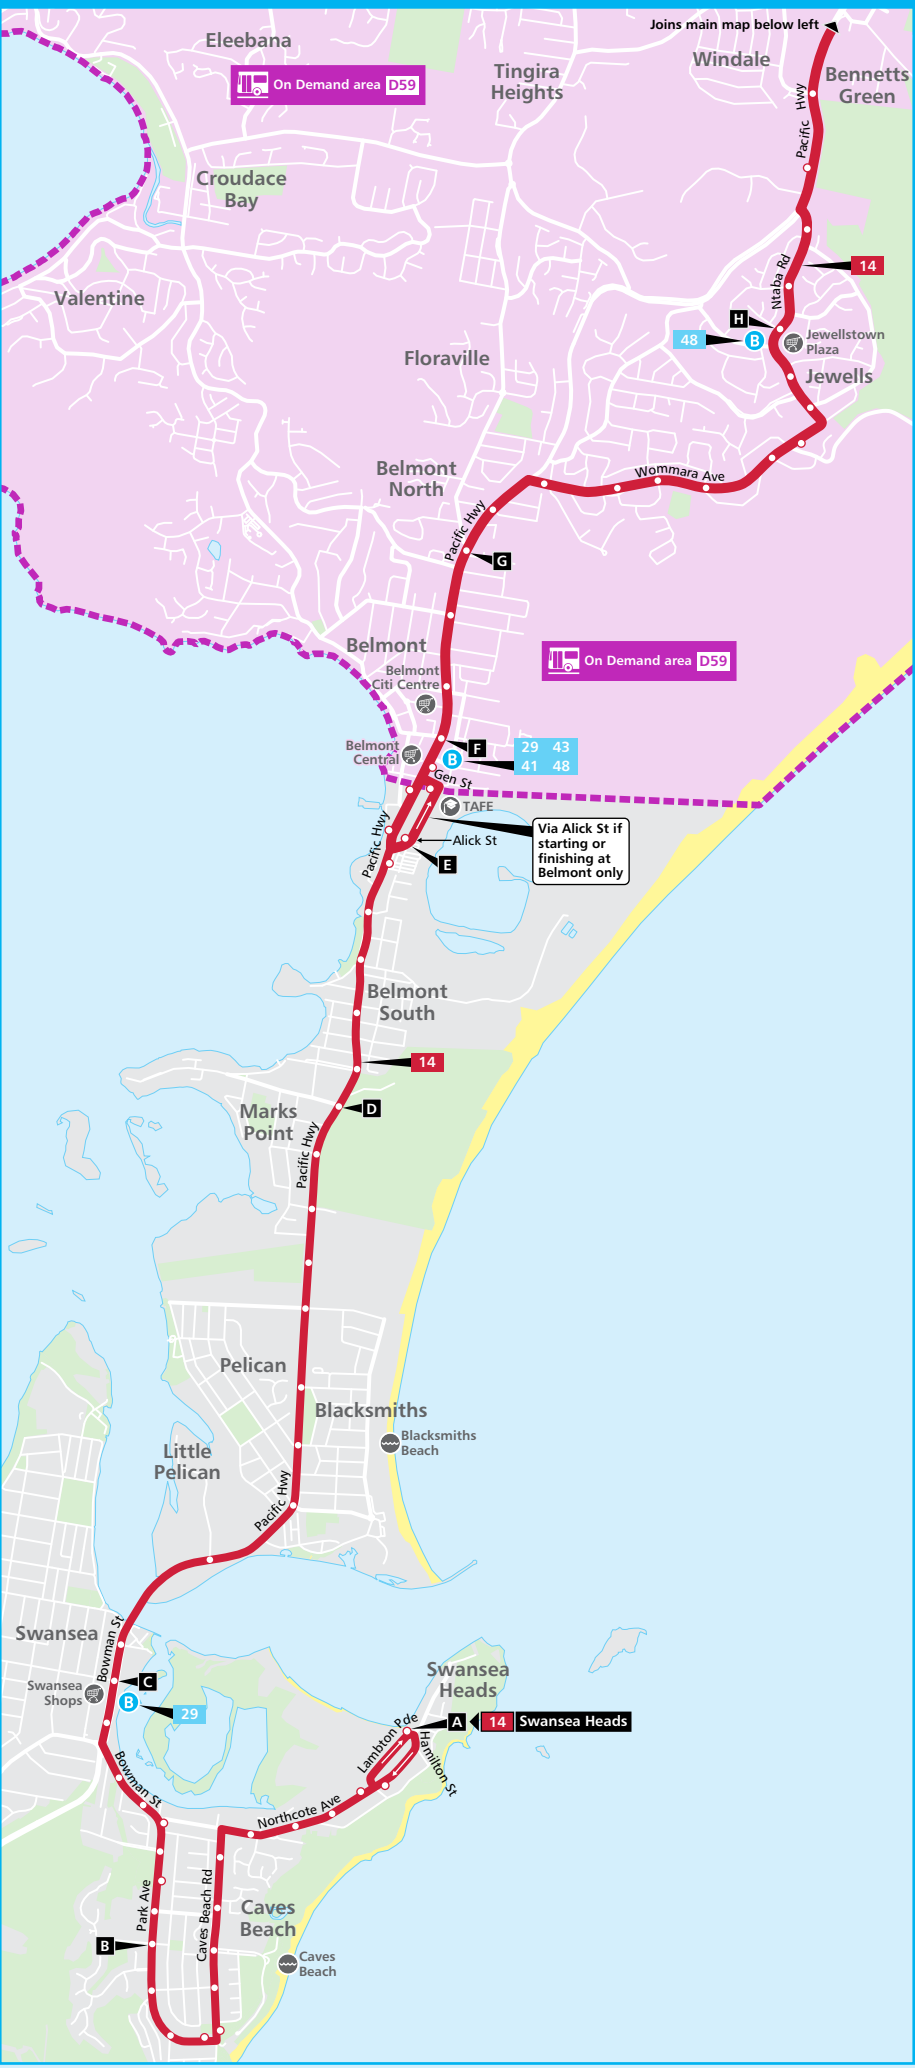 Joins main map below left
Eleebana
On Demand area D59
Tingira
Heights
Windale
Bennetts
Green
Pacific Hwy
Croudace
Bay
Valentine
Ntaba Rd
14
H
48
B
Jewellstown
Plaza
Jewells
Floraville
Belmont
North
Wommara Ave
Pacific Hwy
G
Belmont
On Demand area D59
Belmont
Citi Centre
Belmont
Central
F
B
29 43
41 48
Gen St
TAFE
Pacific Hwy
Alick St
E
Via Alick St if
starting or
finishing at
Belmont only
Belmont
South
14
D
Marks
Point
Pacific Hwy
Pelican
Blacksmiths
Blacksmiths
Beach
Little
Pelican
Pacific Hwy
Swansea
Bowman St
C
Swansea
Shops
B
29
Swansea
Heads
A
14 Swansea Heads
Lambton Pde
Hamilton St
Bowman St
Northcote Ave
Park Ave
Caves Beach Rd
Caves
Beach
B
Caves
Beach